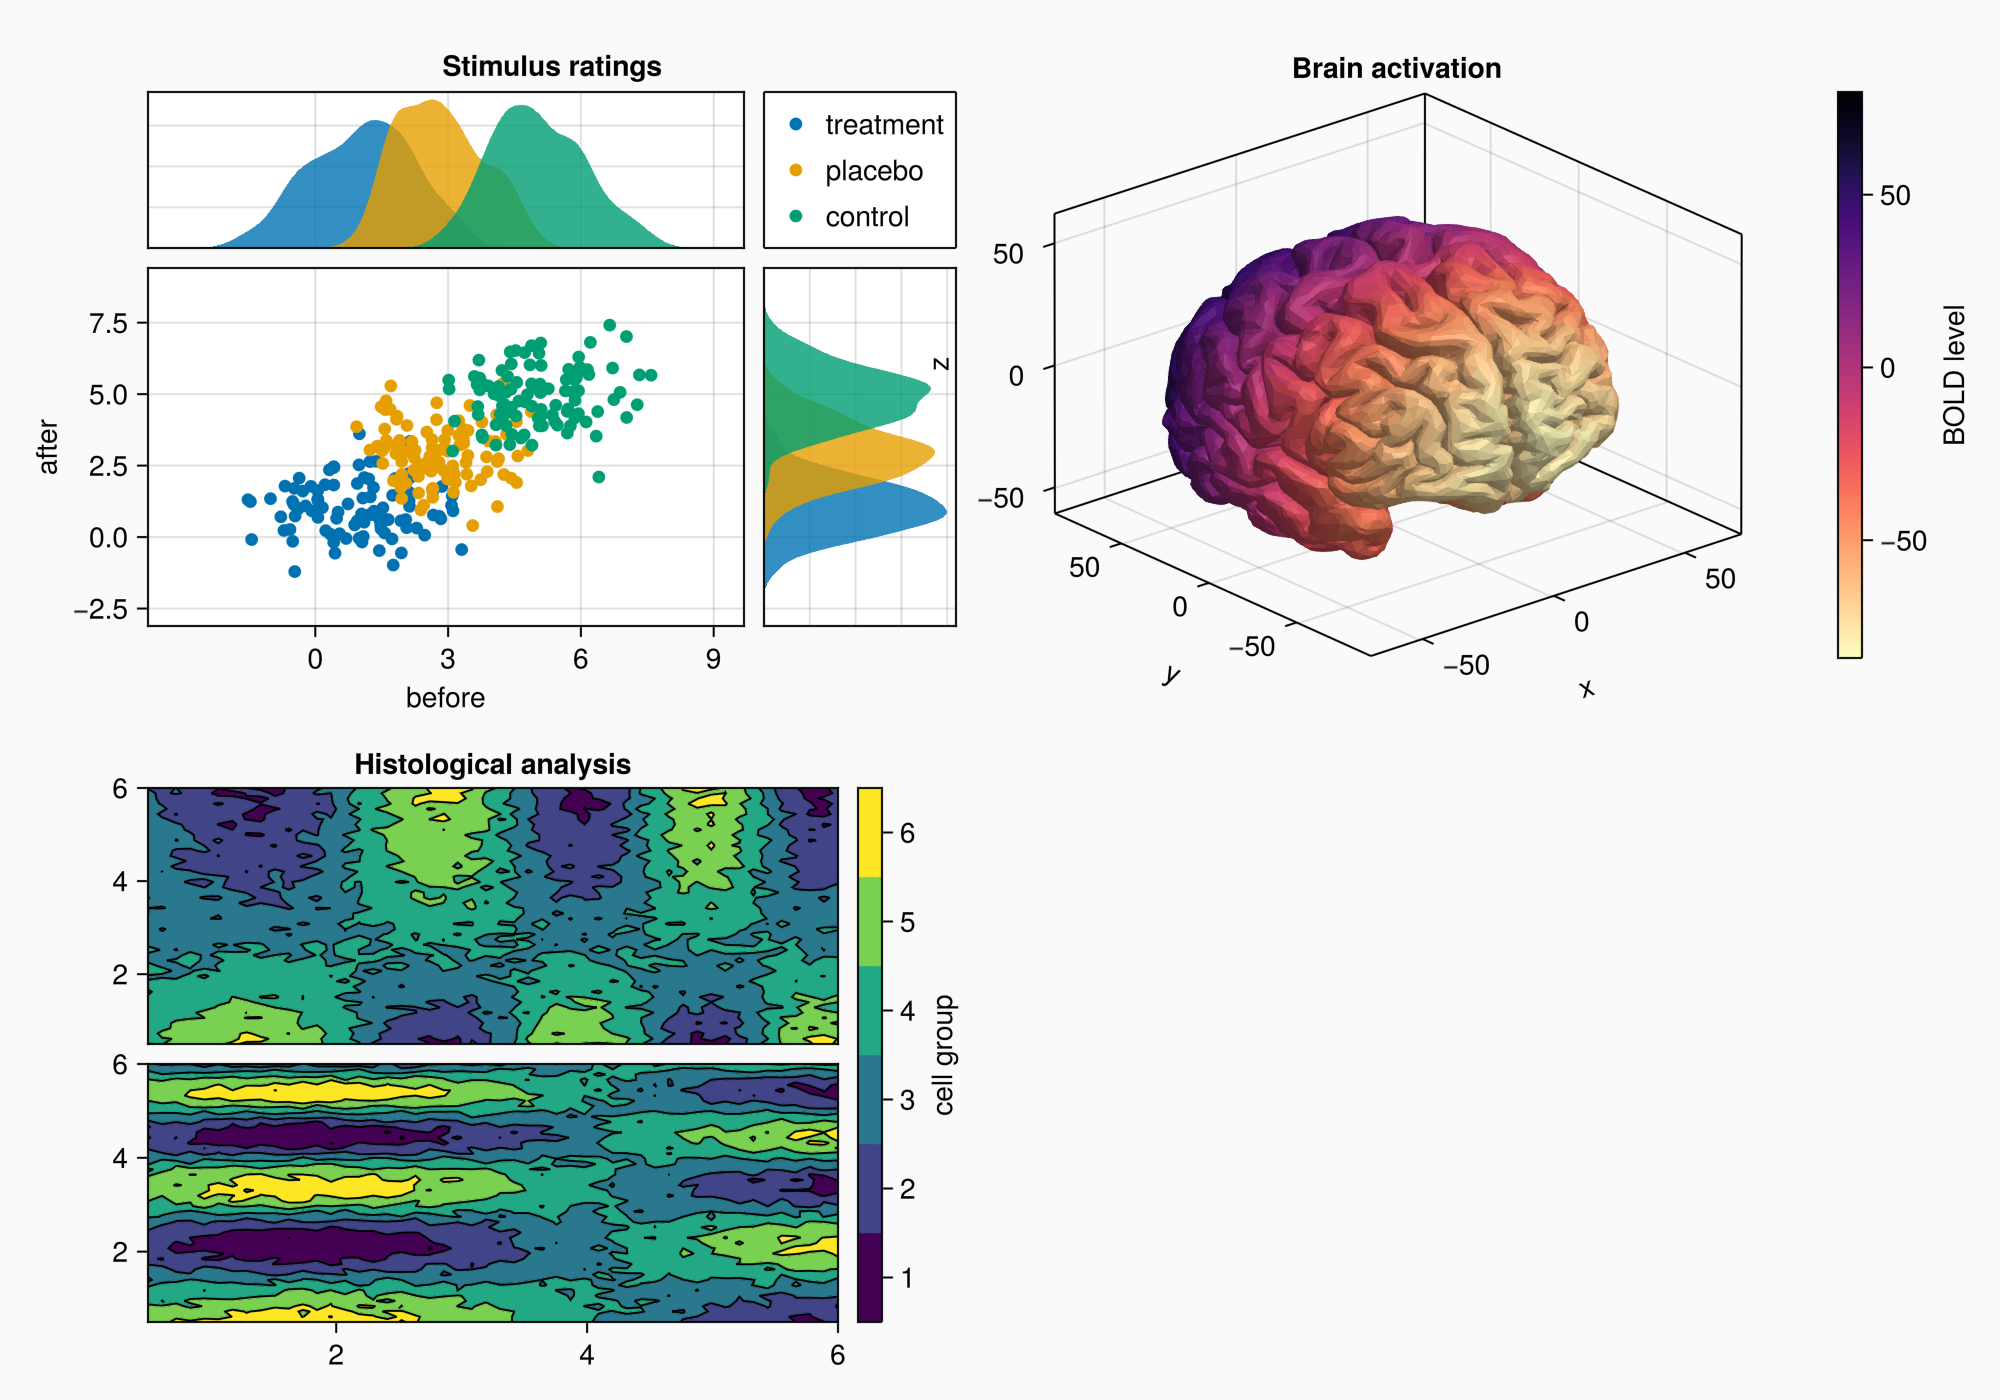 Stimulus ratings
treatment
placebo
control
7.5
5.0
2.5
0.0
−2.5
after
0
3
6
9
before
Brain activation
z
50
0
−50
50
0
−50
y
−50
0
50
x
50
0
−50
BOLD level
Histological analysis
6
4
2
6
4
2
2
4
6
6
5
4
3
2
1
cell group